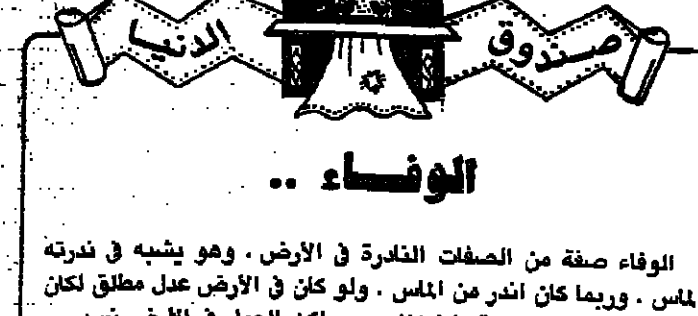 صندوق الدنيا
الوفاء ..
الوفاء صفة من الصفات النادرة في الأرض . وهو يشبه في ندرته
لماس . وربما كان اندر من الماس . ولو كان في الأرض عدل مطلق لكان